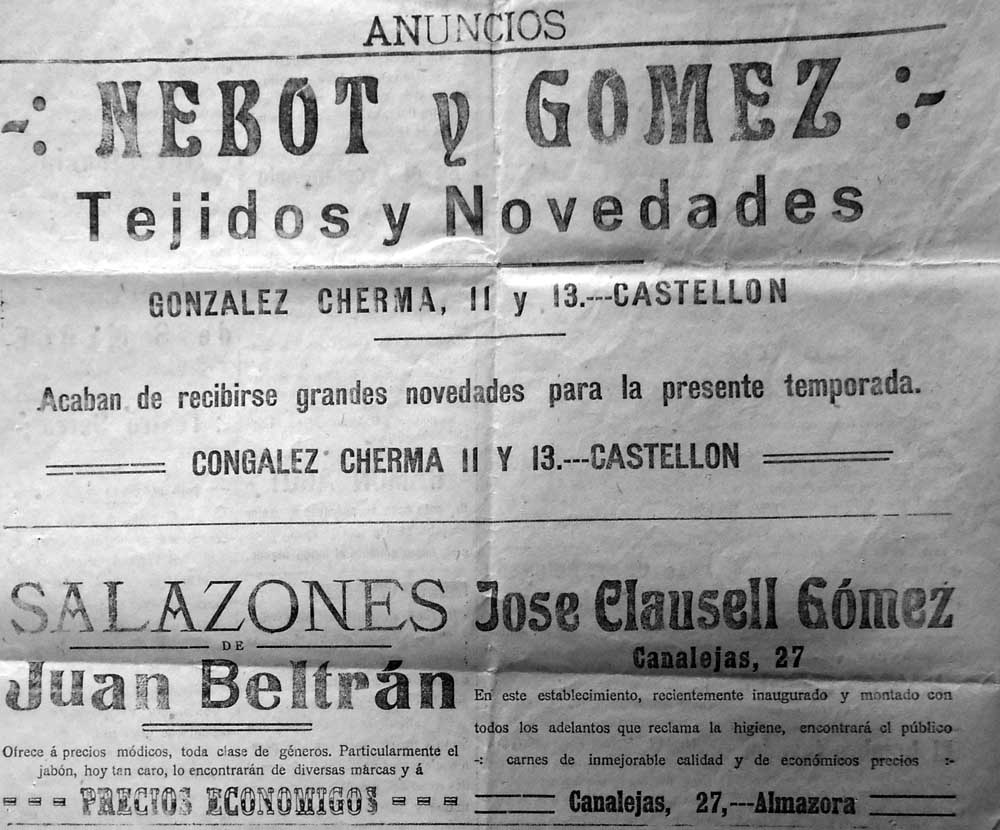 ANUNCIOS
-: NEBOT y GOMEZ :-
Tejidos y Novedades
GONZALEZ CHERMA, 11 y 13.---CASTELLON
Acaban de recibirse grandes novedades para la presente temporada.
CONGALEZ CHERMA 11 Y 13.---CASTELLON
SALAZONES
DE
Juan Beltrán
Ofrece á precios módicos, toda clase de géneros. Particularmente el
jabón, hoy tan caro, lo encontrarán de diversas márcas y á
PRECIOS ECONOMIGOS
Jose Clausell Gómez
Canalejas, 27
En este establecimiento, recientemente inaugurado y montado con
todos los adelantos que reclama la higiene, encontrará el público
-: carnes de inmejorable calidad y de económicos precios :-
Canalejas, 27,---Almazora